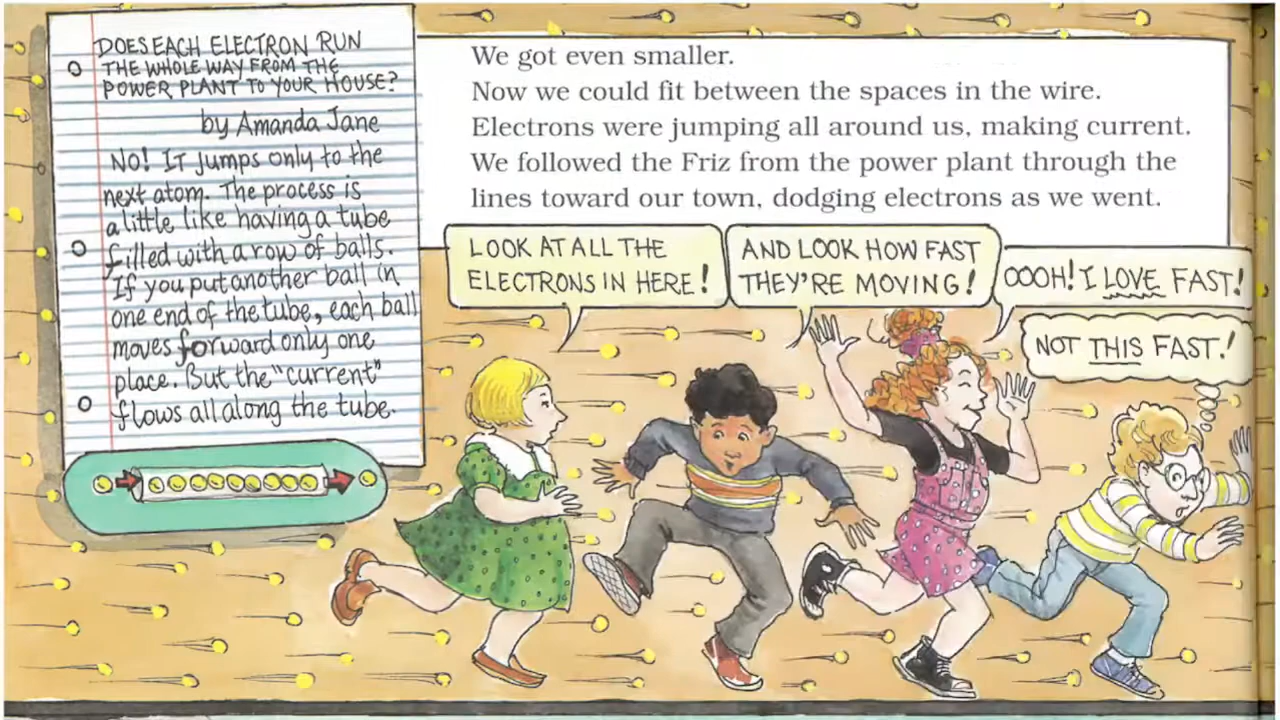 DOES EACH ELECTRON RUN
THE WHOLE WAY FROM THE
POWER PLANT TO YOUR HOUSE?
by Amanda Jane
NO! IT jumps only to the
next atom. The process is
a little like having a tube
filled with a row of balls.
If you put another ball in
one end of the tube, each ball
moves forward only one
place. But the "current"
flows all along the tube.
We got even smaller.
Now we could fit between the spaces in the wire.
Electrons were jumping all around us, making current.
We followed the Friz from the power plant through the
lines toward our town, dodging electrons as we went.
LOOK AT ALL THE
ELECTRONS IN HERE!
AND LOOK HOW FAST
THEY'RE MOVING!
OOOH! I LOVE FAST!
NOT THIS FAST!